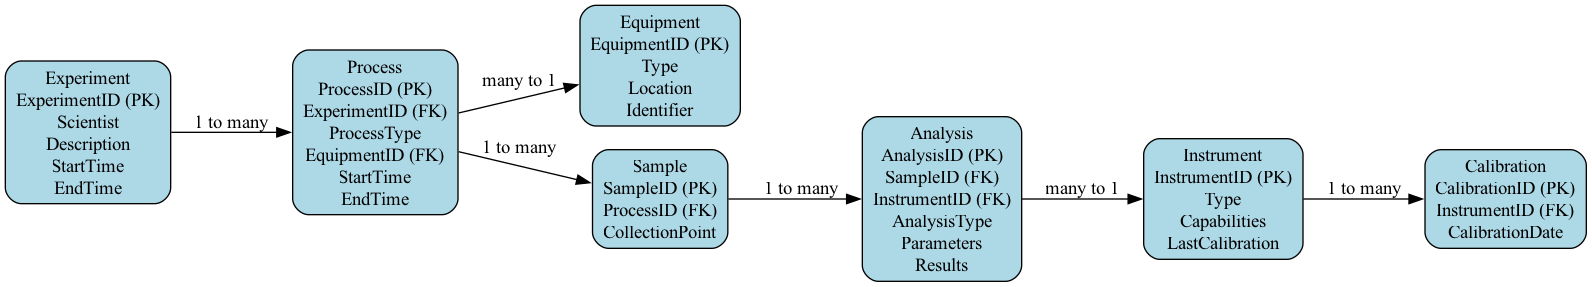 Experiment
ExperimentID (PK)
Scientist
Description
StartTime
EndTime
1 to many
Process
ProcessID (PK)
ExperimentID (FK)
ProcessType
EquipmentID (FK)
StartTime
EndTime
many to 1
Equipment
EquipmentID (PK)
Type
Location
Identifier
1 to many
Sample
SampleID (PK)
ProcessID (FK)
CollectionPoint
1 to many
Analysis
AnalysisID (PK)
SampleID (FK)
InstrumentID (FK)
AnalysisType
Parameters
Results
many to 1
Instrument
InstrumentID (PK)
Type
Capabilities
LastCalibration
1 to many
Calibration
CalibrationID (PK)
InstrumentID (FK)
CalibrationDate